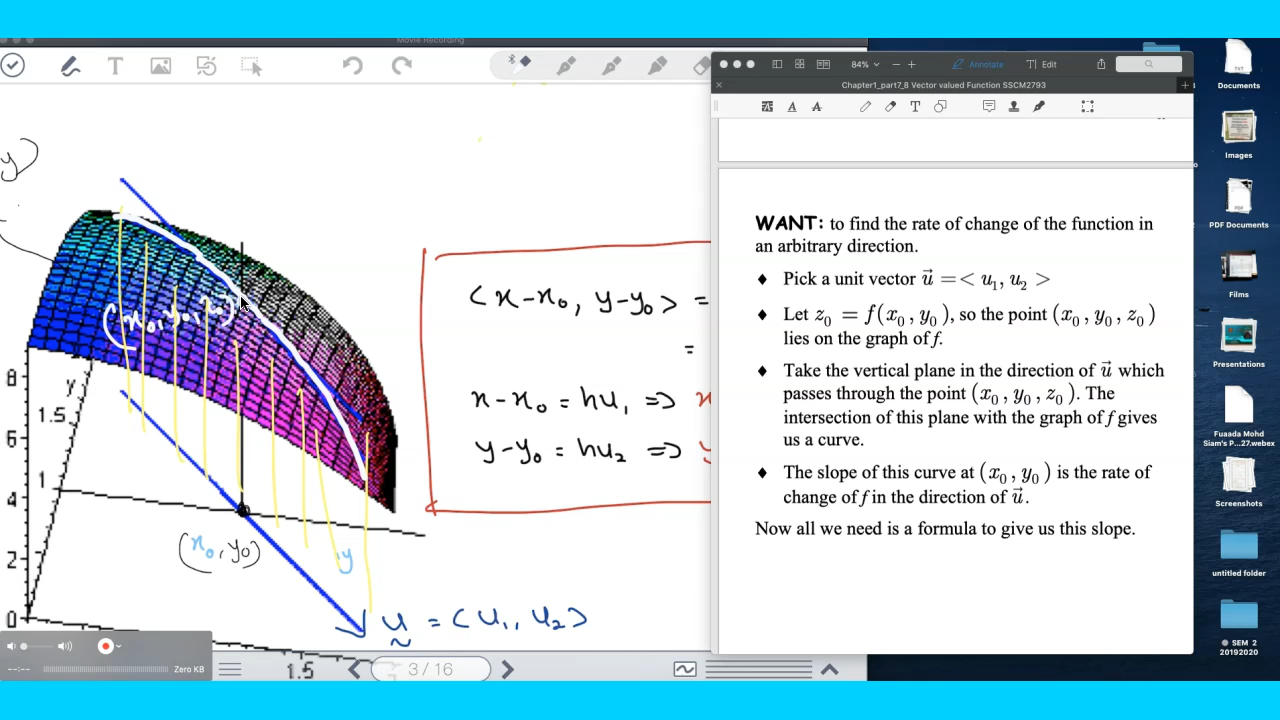 Movie Recording
84%
Annotate
Edit
Chapter1_part7_8 Vector valued Function SSCM2793
y)
(x₀, y₀, z₀)
y
8
1.5
6
1
4
2
0
1.5
(x₀, y₀)
y
u = <u₁, u₂>
<x-x₀, y-y₀> =
=
x-x₀ = hu₁ => x
y-y₀ = hu₂ => y
WANT: to find the rate of change of the function in
an arbitrary direction.
♦ Pick a unit vector u⃗ =< u₁, u₂ >
♦ Let z₀ = f(x₀, y₀), so the point (x₀, y₀, z₀)
lies on the graph of f.
♦ Take the vertical plane in the direction of u⃗ which
passes through the point (x₀, y₀, z₀). The
intersection of this plane with the graph of f gives
us a curve.
♦ The slope of this curve at (x₀, y₀) is the rate of
change of f in the direction of u⃗.
Now all we need is a formula to give us this slope.
--:--
Zero KB
3 / 16
Documents
Images
PDF Documents
Films
Presentations
Fuaada Mohd
Siam's P...27.webex
Screenshots
untitled folder
SEM 2
20192020